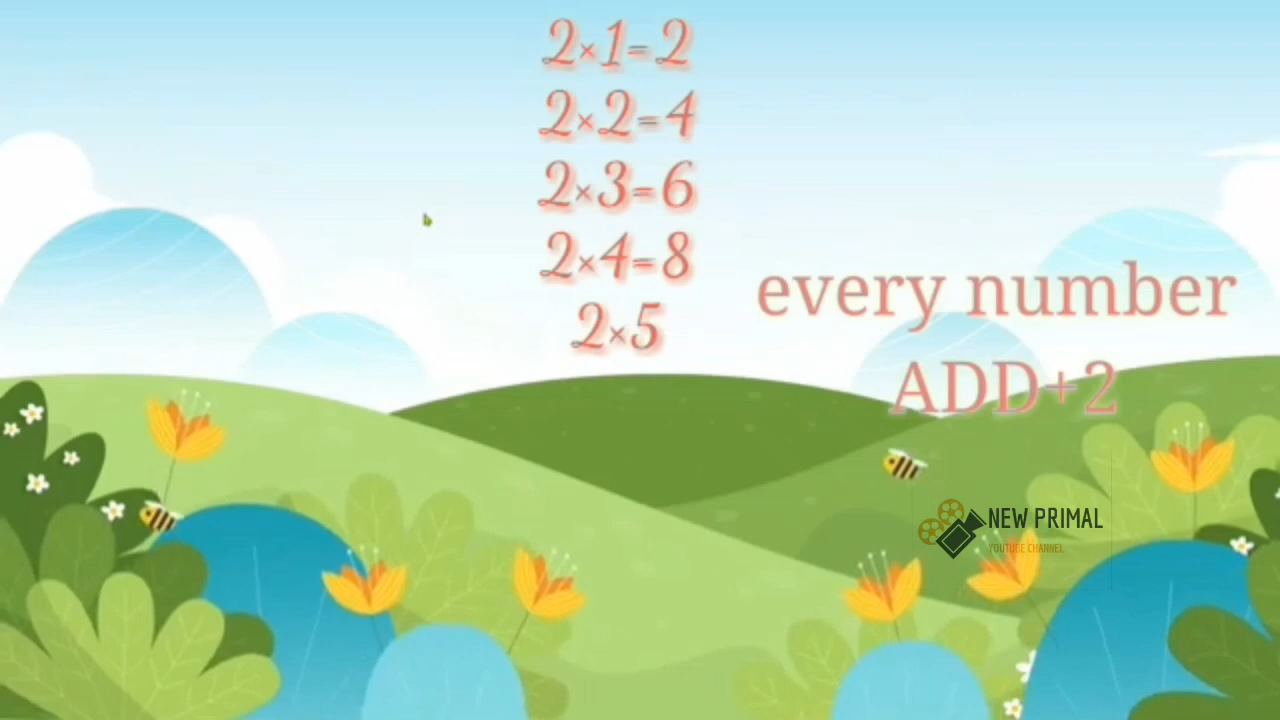 2×1=2
2×2=4
2×3=6
2×4=8
2×5
every number
ADD+2
NEW PRIMAL
YOUTUBE CHANNEL